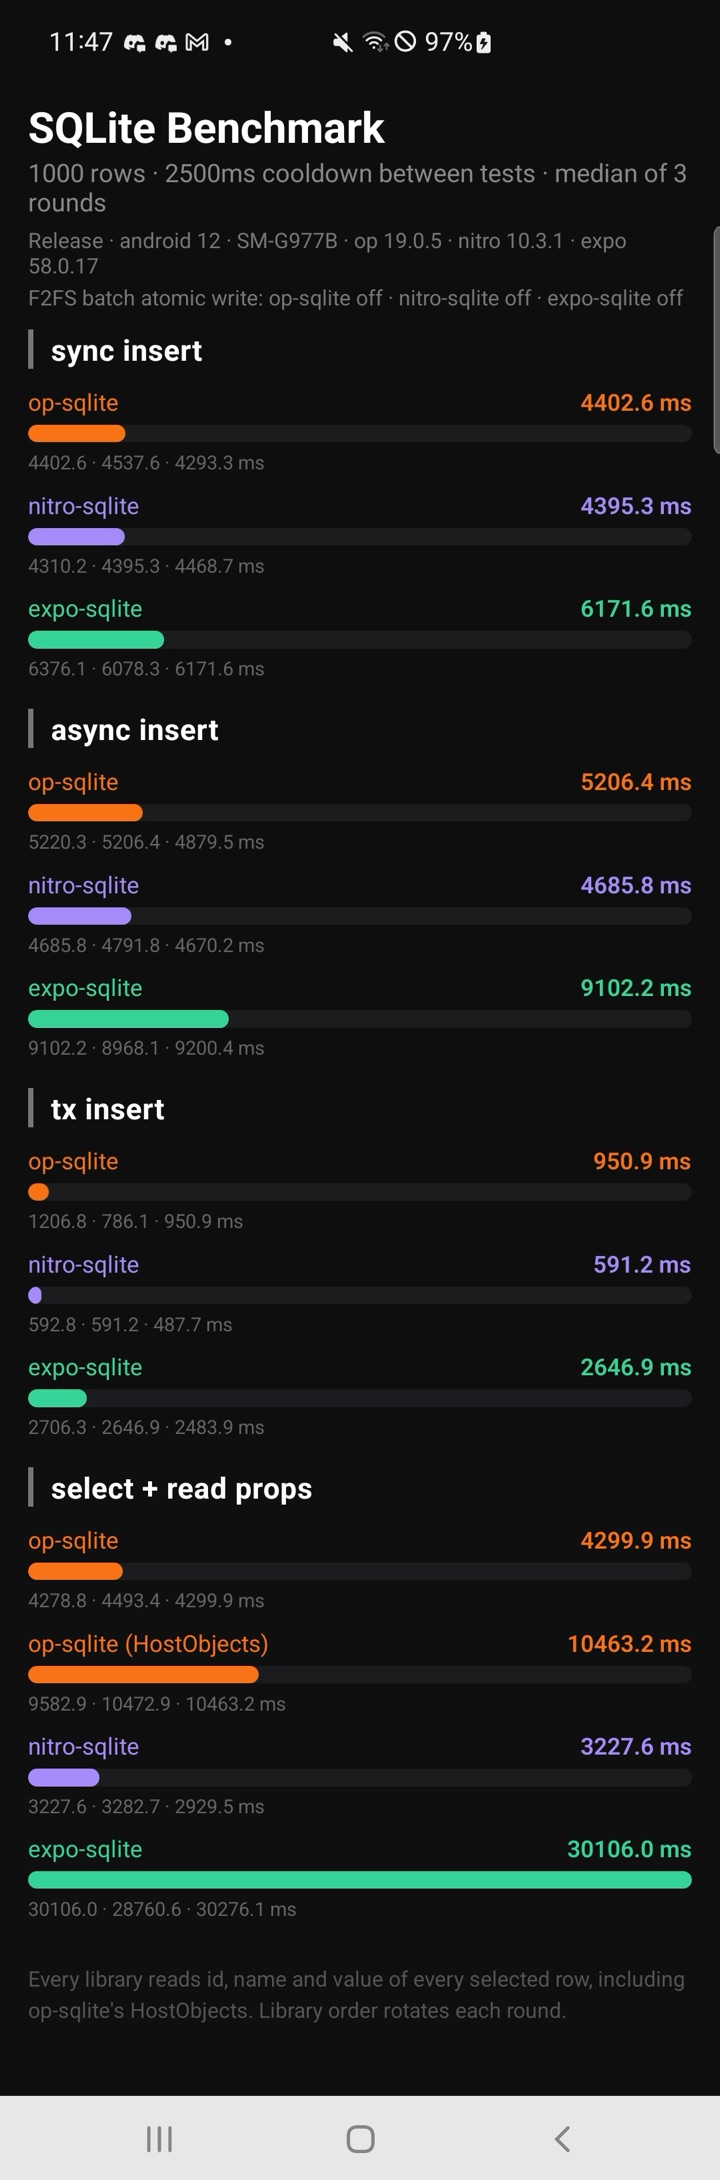 11:47
97%
SQLite Benchmark
1000 rows · 2500ms cooldown between tests · median of 3
rounds
Release · android 12 · SM-G977B · op 19.0.5 · nitro 10.3.1 · expo
58.0.17
F2FS batch atomic write: op-sqlite off · nitro-sqlite off · expo-sqlite off
sync insert
op-sqlite 4402.6 ms
4402.6 · 4537.6 · 4293.3 ms
nitro-sqlite 4395.3 ms
4310.2 · 4395.3 · 4468.7 ms
expo-sqlite 6171.6 ms
6376.1 · 6078.3 · 6171.6 ms
async insert
op-sqlite 5206.4 ms
5220.3 · 5206.4 · 4879.5 ms
nitro-sqlite 4685.8 ms
4685.8 · 4791.8 · 4670.2 ms
expo-sqlite 9102.2 ms
9102.2 · 8968.1 · 9200.4 ms
tx insert
op-sqlite 950.9 ms
1206.8 · 786.1 · 950.9 ms
nitro-sqlite 591.2 ms
592.8 · 591.2 · 487.7 ms
expo-sqlite 2646.9 ms
2706.3 · 2646.9 · 2483.9 ms
select + read props
op-sqlite 4299.9 ms
4278.8 · 4493.4 · 4299.9 ms
op-sqlite (HostObjects) 10463.2 ms
9582.9 · 10472.9 · 10463.2 ms
nitro-sqlite 3227.6 ms
3227.6 · 3282.7 · 2929.5 ms
expo-sqlite 30106.0 ms
30106.0 · 28760.6 · 30276.1 ms
Every library reads id, name and value of every selected row, including
op-sqlite's HostObjects. Library order rotates each round.